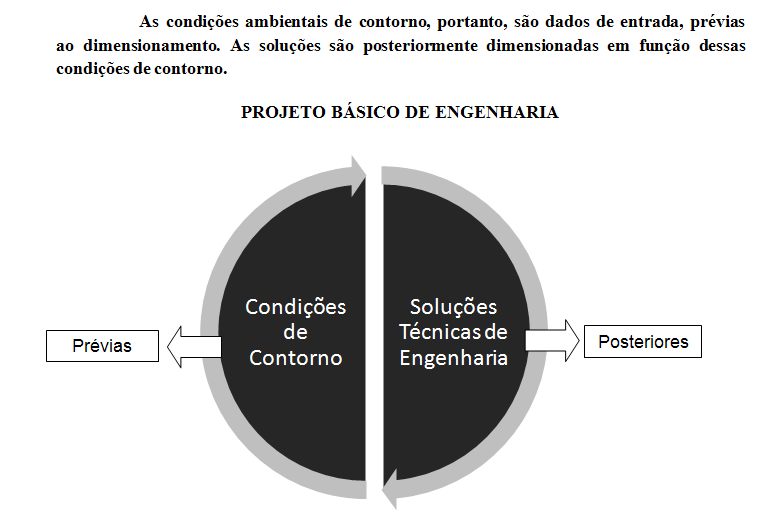 As condições ambientais de contorno, portanto, são dados de entrada, prévias
ao dimensionamento. As soluções são posteriormente dimensionadas em função dessas
condições de contorno.
PROJETO BÁSICO DE ENGENHARIA
Condições
de
Contorno
Soluções
Técnicas de
Engenharia
Prévias
Posteriores